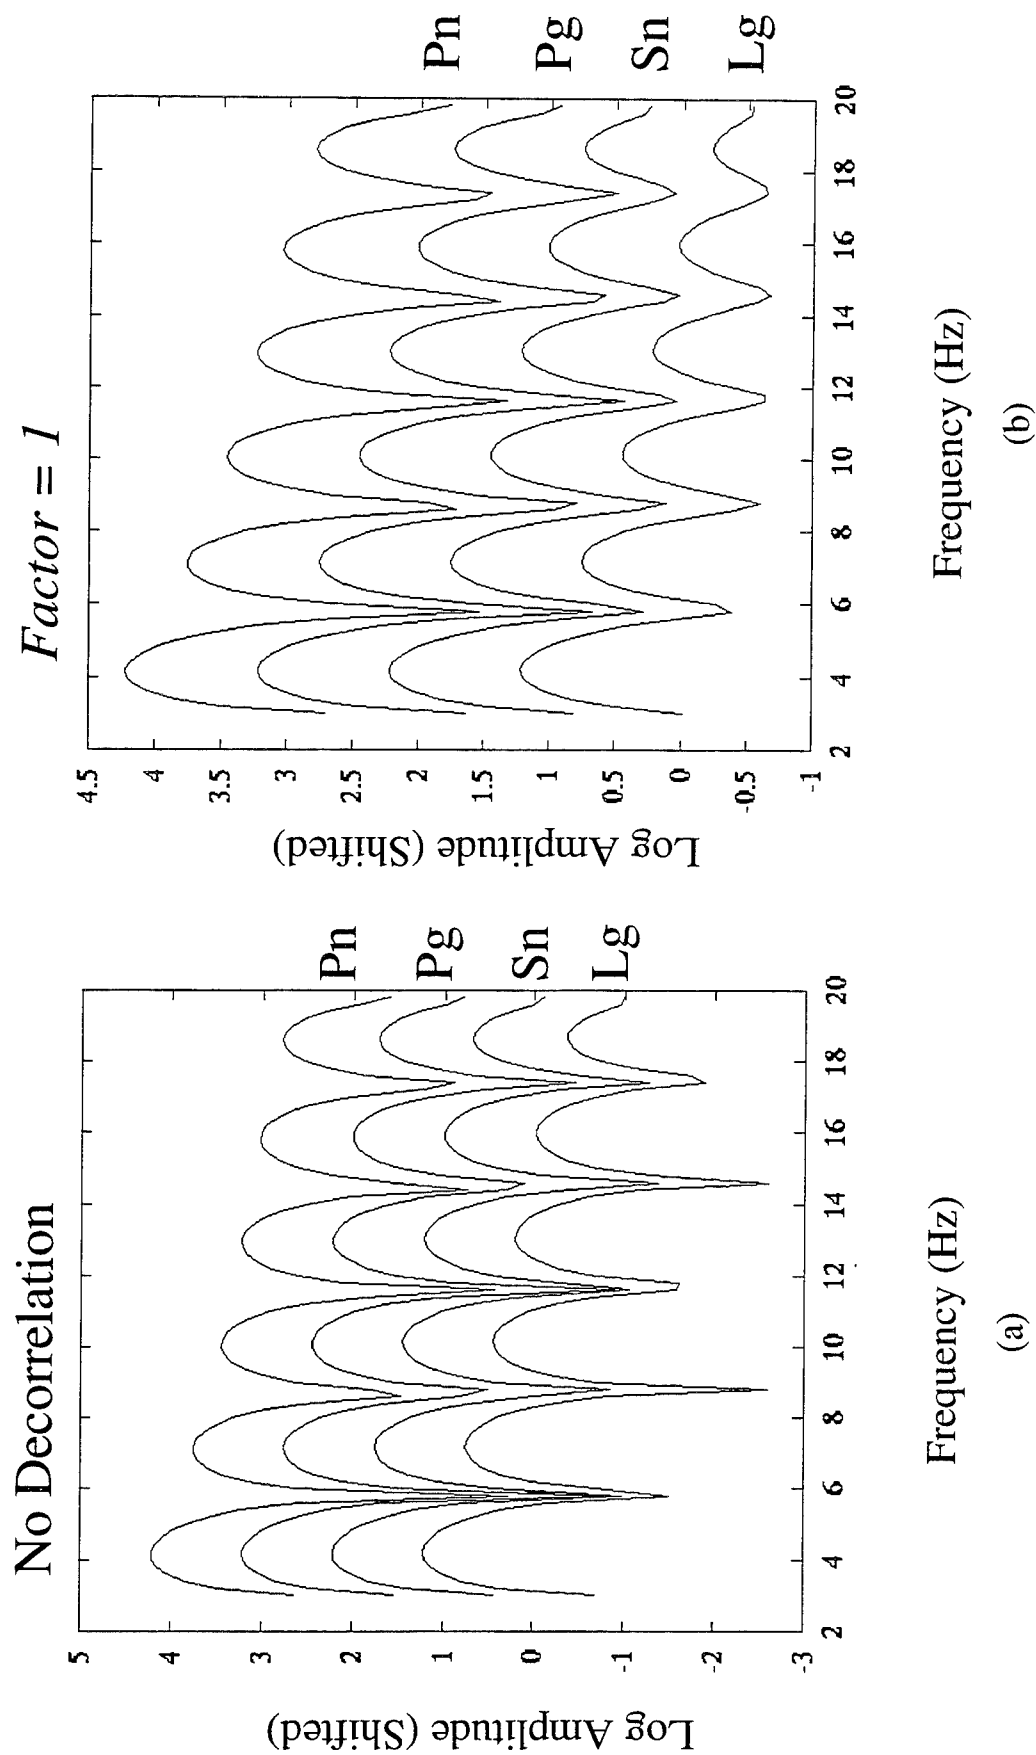 No Decorrelation
Log Amplitude (Shifted)
5
4
3
2
1
0
-1
-2
-3
2
4
6
8
10
12
14
16
18
20
Pn
Pg
Sn
Lg
Frequency (Hz)
(a)
Factor = 1
Log Amplitude (Shifted)
4.5
4
3.5
3
2.5
2
1.5
1
0.5
0
-0.5
-1
2
4
6
8
10
12
14
16
18
20
Pn
Pg
Sn
Lg
Frequency (Hz)
(b)